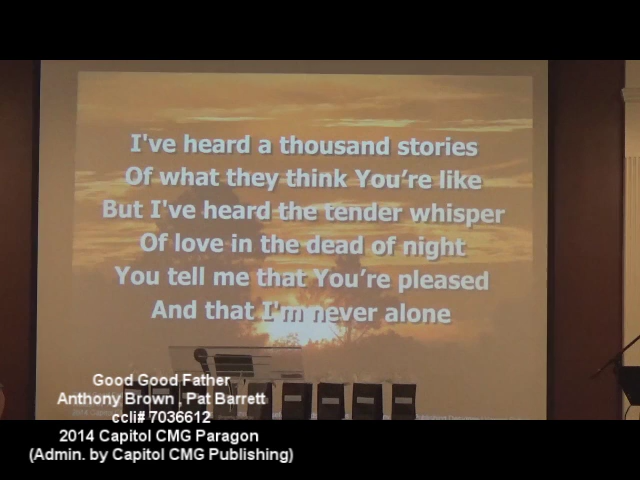 I've heard a thousand stories
Of what they think You're like
But I've heard the tender whisper
Of love in the dead of night
You tell me that You're pleased
And that I'm never alone
Good Good Father
Anthony Brown , Pat Barrett
ccli# 7036612
2014 Capitol CMG Paragon
(Admin. by Capitol CMG Publishing)